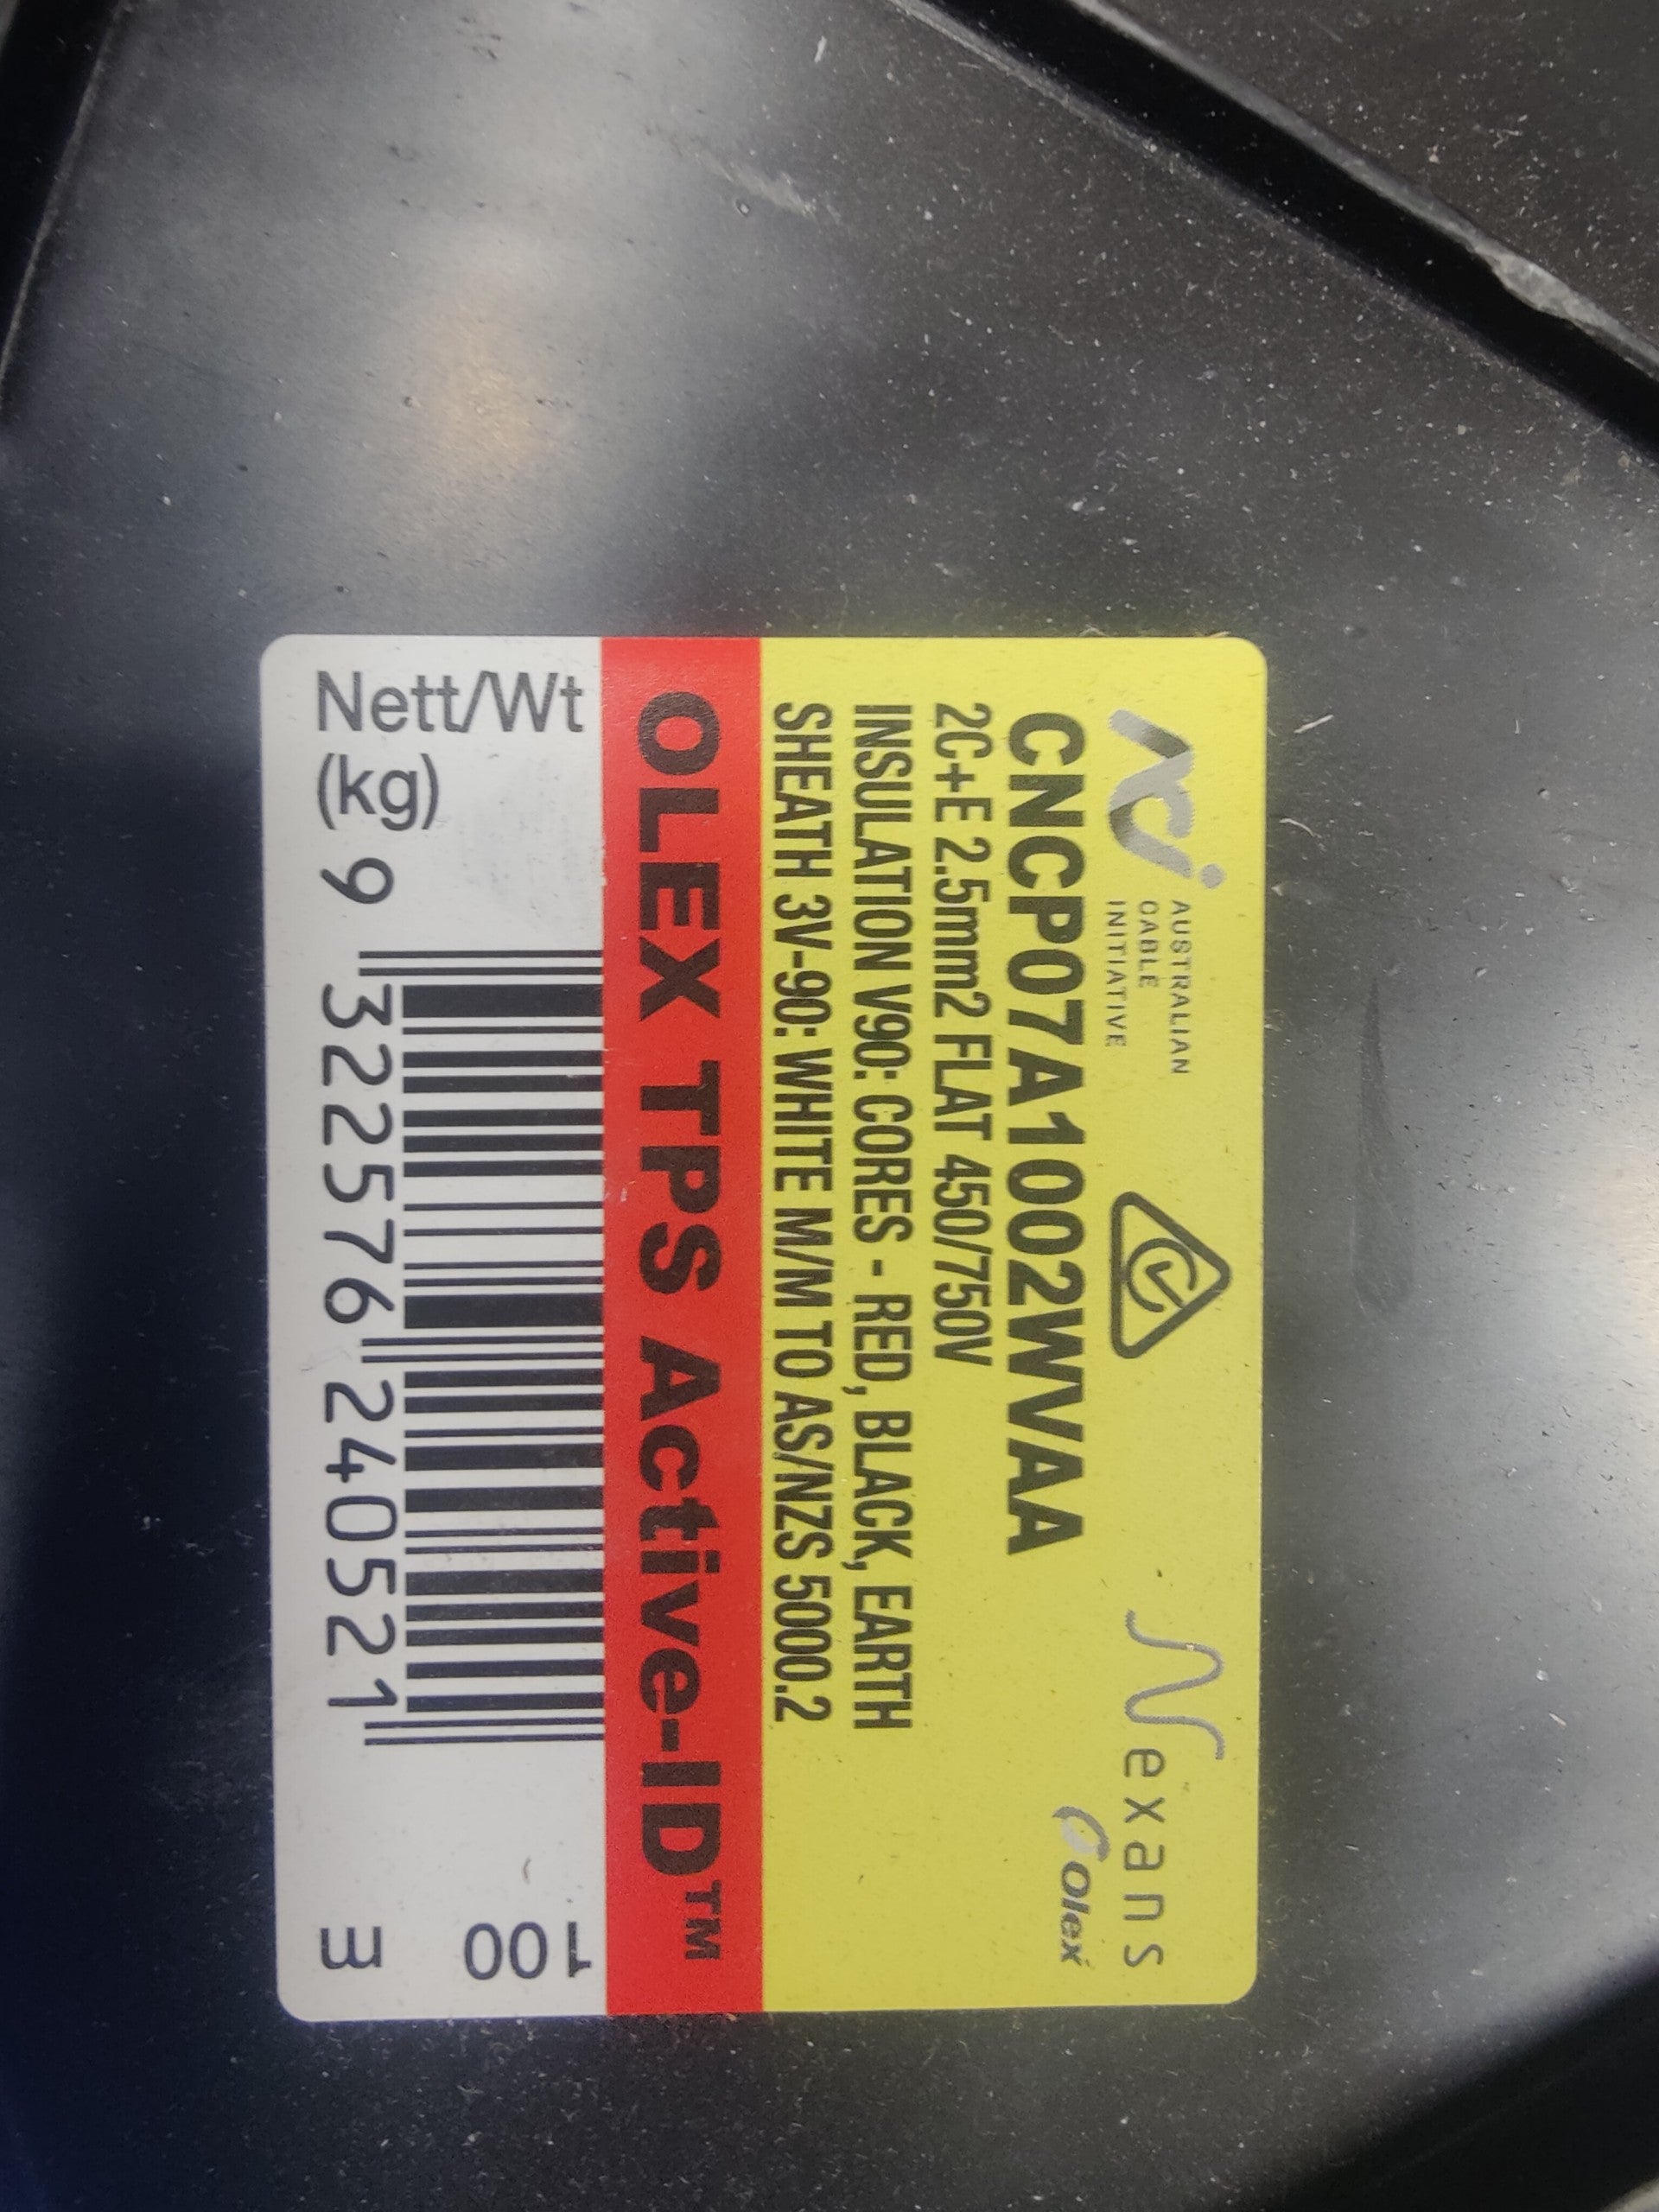 AUSTRALIAN
CABLE
INITIATIVE
nexans
olex
CNCP07A1002WVAA
2C+E 2.5mm2 FLAT 450/750V
INSULATION V90: CORES - RED, BLACK, EARTH
SHEATH 3V-90: WHITE M/M TO AS/NZS 5000.2
OLEX TPS Active-ID™
Nett/Wt
(kg)
9 322576 240521
100
M